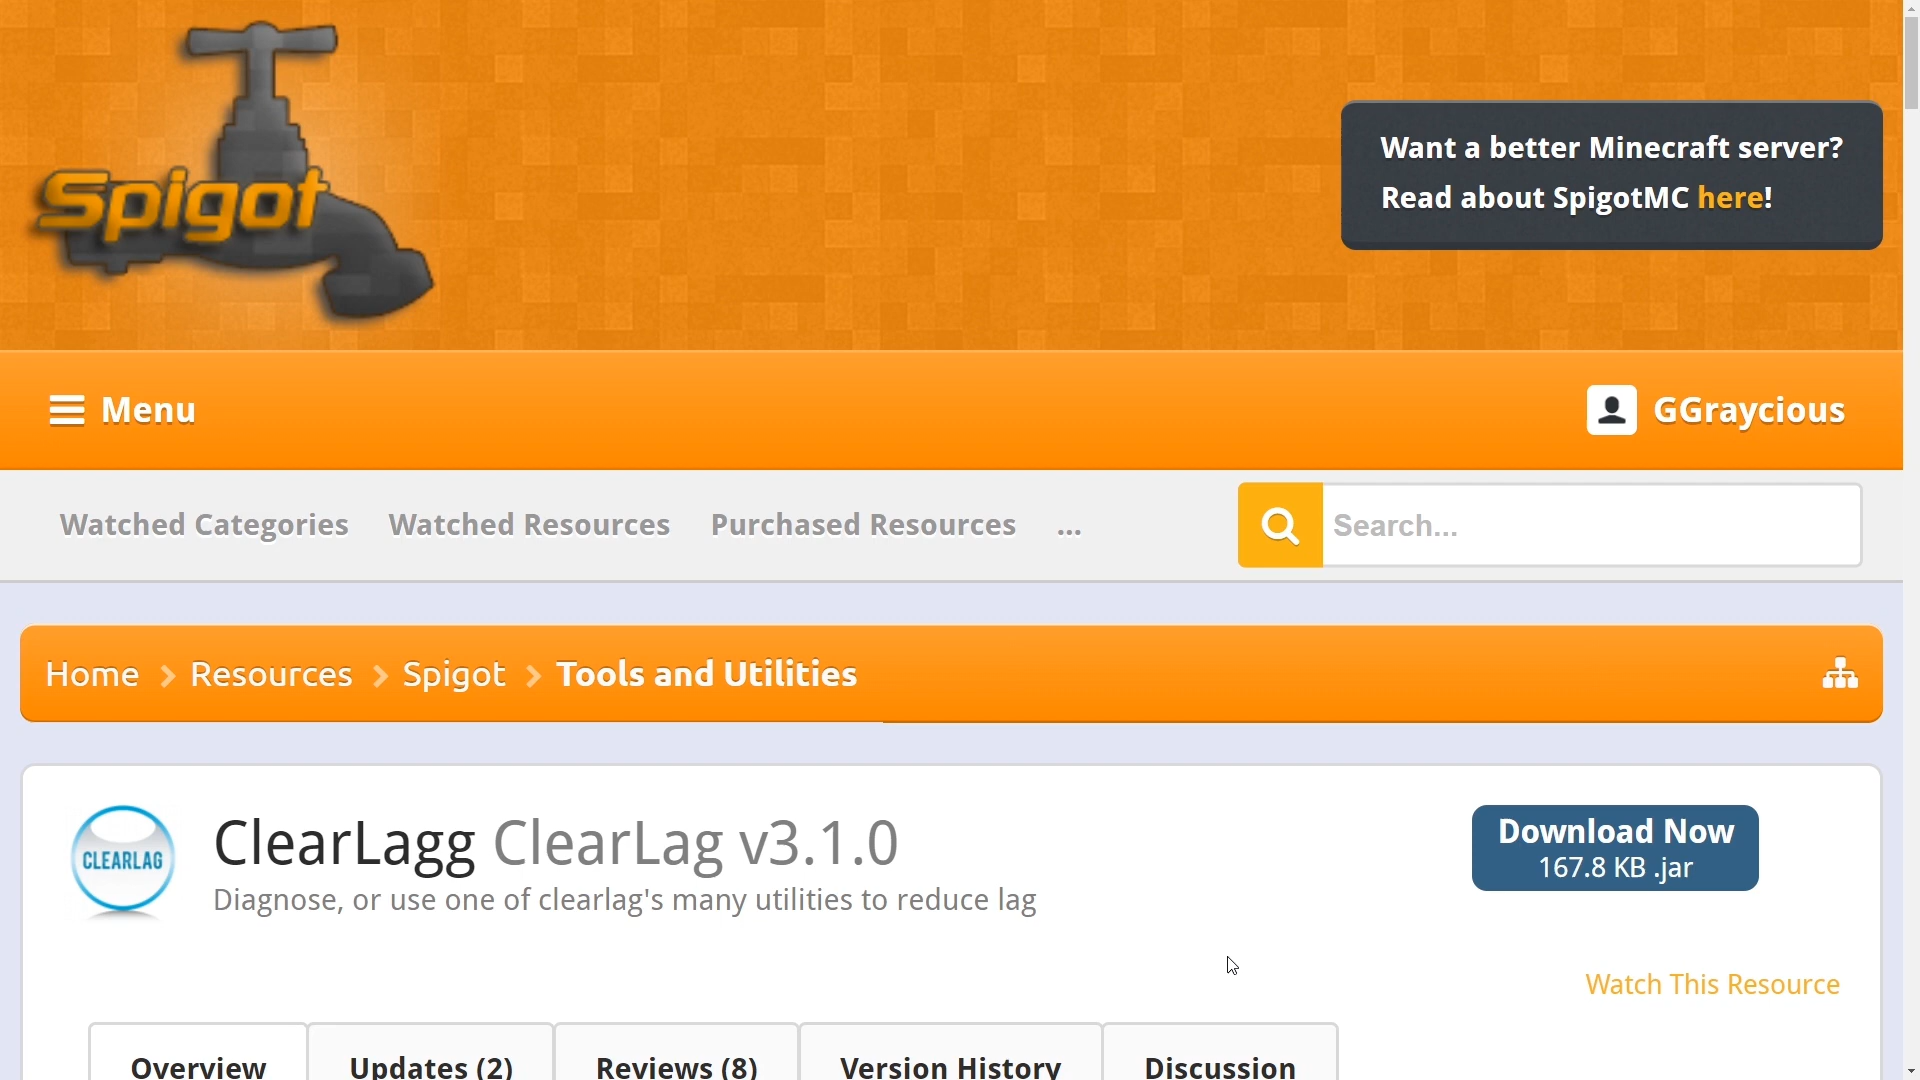 Spigot
Want a better Minecraft server?
Read about SpigotMC here!
Menu
GGraycious
Watched Categories Watched Resources Purchased Resources ...
Search...
Home Resources Spigot Tools and Utilities
CLEARLAG
ClearLagg ClearLag v3.1.0
Diagnose, or use one of clearlag's many utilities to reduce lag
Download Now
167.8 KB .jar
Watch This Resource
Overview Updates (2) Reviews (8) Version History Discussion